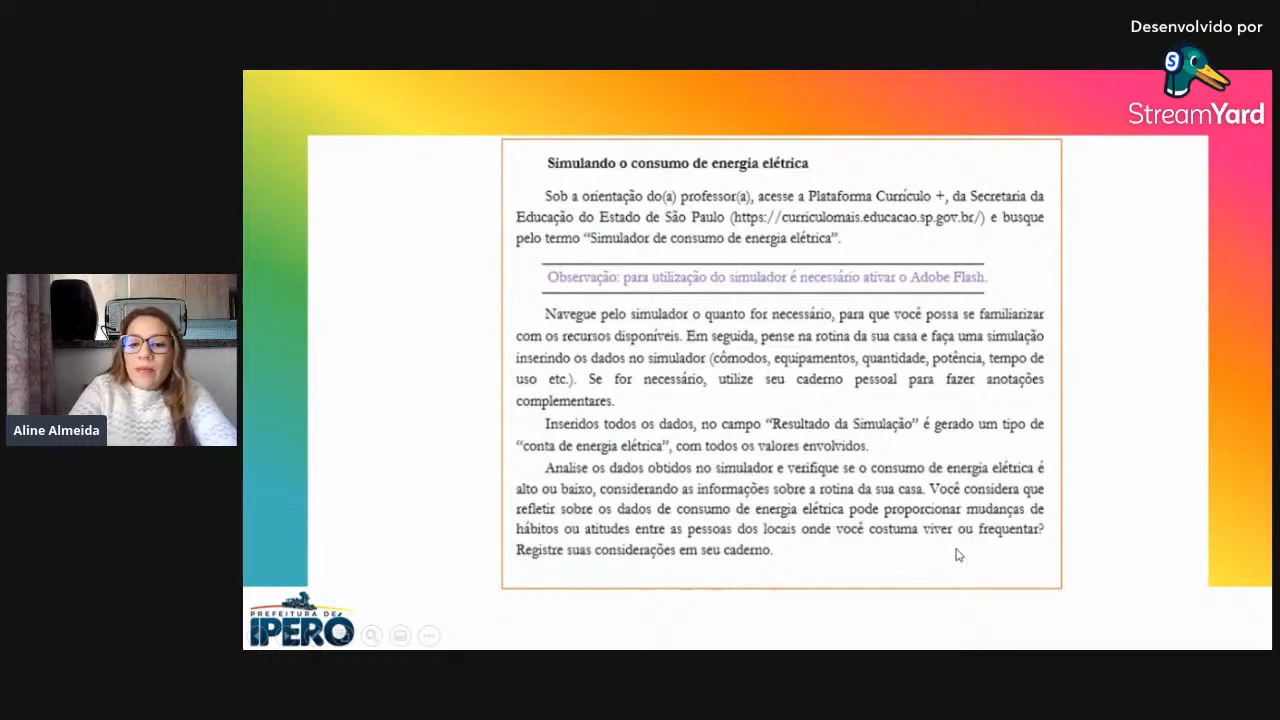 Desenvolvido por
StreamYard
Simulando o consumo de energia elétrica
Sob a orientação do(a) professor(a), acesse a Plataforma Currículo +, da Secretaria da
Educação do Estado de São Paulo (https://curriculomais.educacao.sp.gov.br/) e busque
pelo termo “Simulador de consumo de energia elétrica”.
Observação: para utilização do simulador é necessário ativar o Adobe Flash.
Navegue pelo simulador o quanto for necessário, para que você possa se familiarizar
com os recursos disponíveis. Em seguida, pense na rotina da sua casa e faça uma simulação
inserindo os dados no simulador (cômodos, equipamentos, quantidade, potência, tempo de
uso etc.). Se for necessário, utilize seu caderno pessoal para fazer anotações
complementares.
Inseridos todos os dados, no campo “Resultado da Simulação” é gerado um tipo de
“conta de energia elétrica”, com todos os valores envolvidos.
Analise os dados obtidos no simulador e verifique se o consumo de energia elétrica é
alto ou baixo, considerando as informações sobre a rotina da sua casa. Você considera que
refletir sobre os dados de consumo de energia elétrica pode proporcionar mudanças de
hábitos ou atitudes entre as pessoas dos locais onde você costuma viver ou frequentar?
Registre suas considerações em seu caderno.
Aline Almeida
PREFEITURA DE
IPERÓ